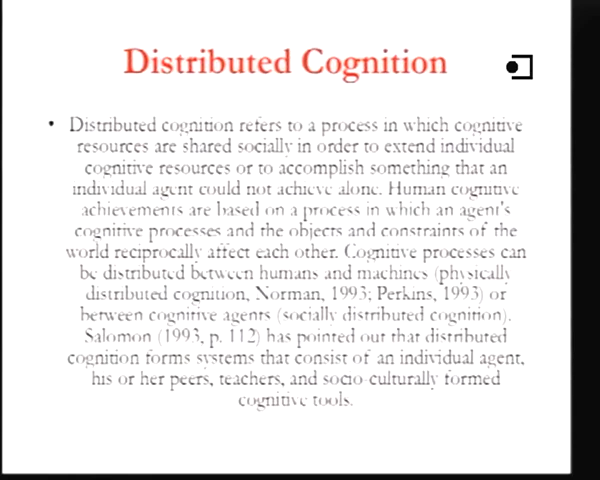 Distributed Cognition
• Distributed cognition refers to a process in which cognitive
resources are shared socially in order to extend individual
cognitive resources or to accomplish something that an
individual agent could not achieve alone. Human cognitive
achievements are based on a process in which an agent's
cognitive processes and the objects and constraints of the
world reciprocally affect each other. Cognitive processes can
be distributed between humans and machines (physically
distributed cognition, Norman, 1993; Perkins, 1993) or
between cognitive agents (socially distributed cognition).
Salomon (1993, p. 112) has pointed out that distributed
cognition forms systems that consist of an individual agent,
his or her peers, teachers, and socio-culturally formed
cognitive tools.